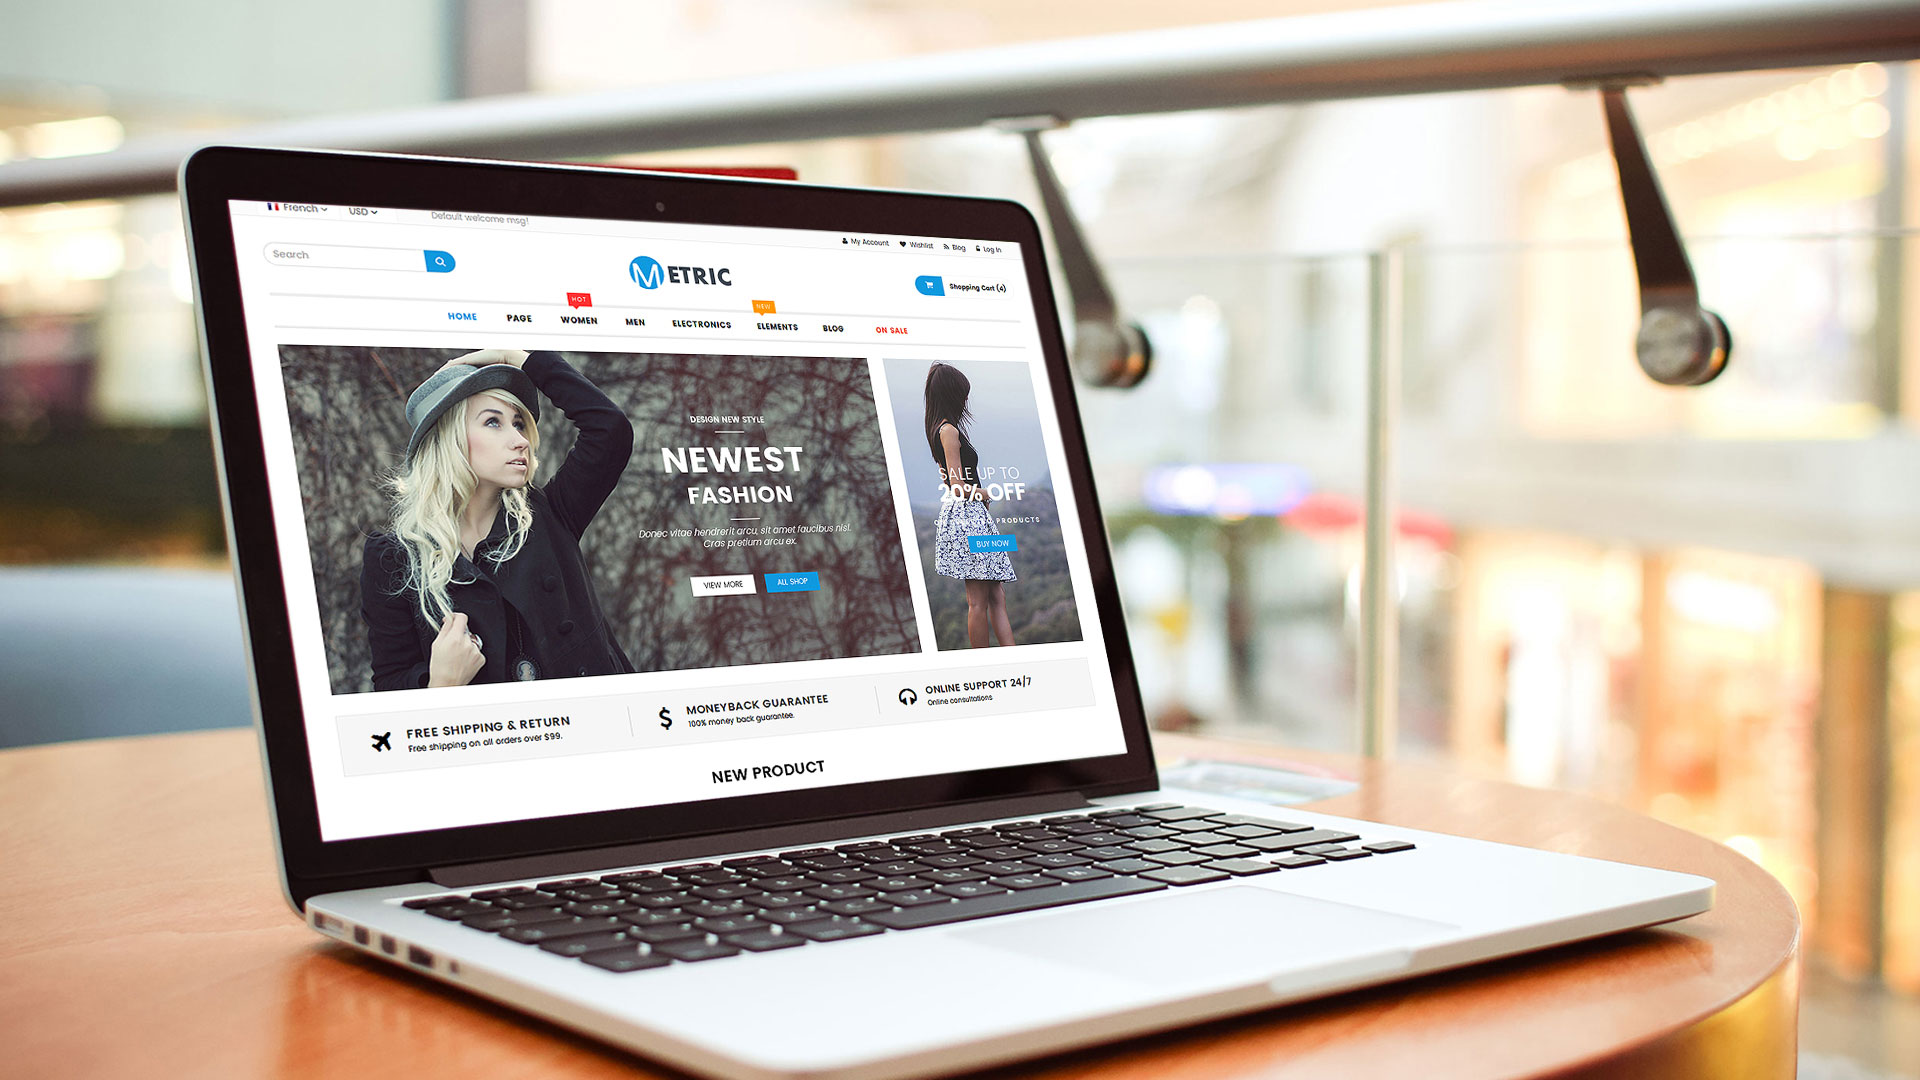 French
USD
Default welcome msg!
My Account
Wishlist
Blog
Log In
Search
METRIC
Shopping Cart (4)
HOT
NEW
HOME
PAGE
WOMEN
MEN
ELECTRONICS
ELEMENTS
BLOG
ON SALE
DESIGN NEW STYLE
NEWEST
FASHION
Donec vitae hendrerit arcu, sit amet faucibus nisl.
Cras pretium arcu ex.
VIEW MORE
ALL SHOP
SALE UP TO
20% OFF
PRODUCTS
BUY NOW
FREE SHIPPING & RETURN
Free shipping on all orders over $99.
MONEYBACK GUARANTEE
100% money back guarantee.
ONLINE SUPPORT 24/7
Online consultations
NEW PRODUCT